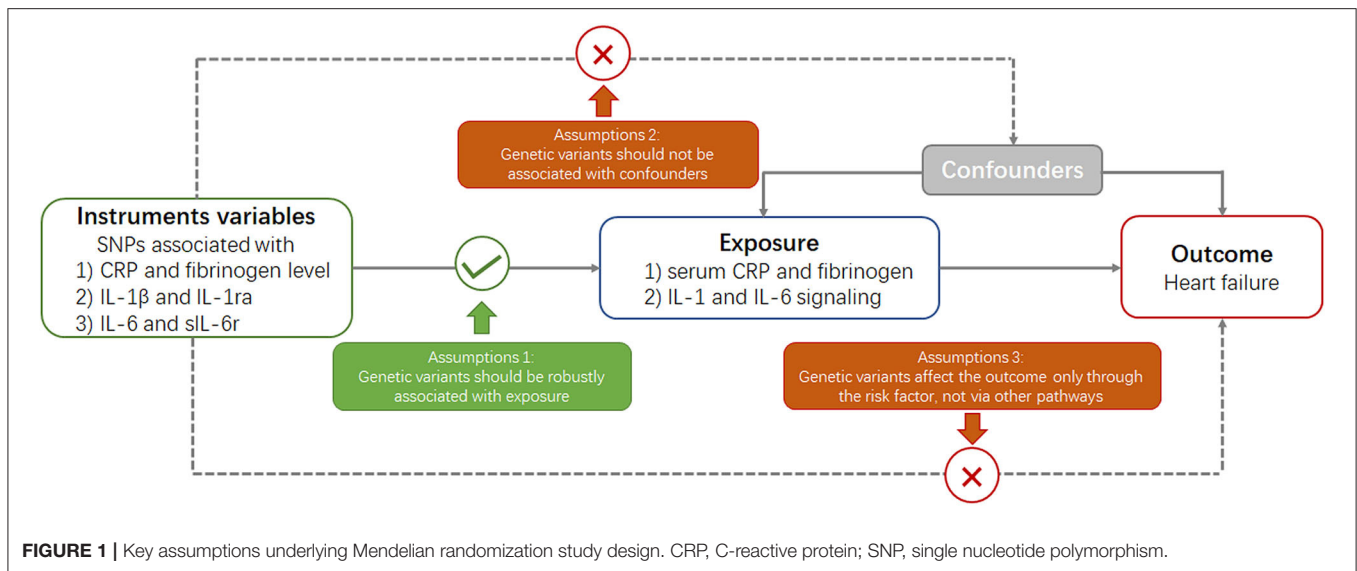 Assumptions 2:
Genetic variants should not be
associated with confounders
Confounders
Instruments variables
SNPs associated with
1) CRP and fibrinogen level
2) IL-1β and IL-1ra
3) IL-6 and sIL-6r
Exposure
1) serum CRP and fibrinogen
2) IL-1 and IL-6 signaling
Outcome
Heart failure
Assumptions 1:
Genetic variants should be robustly
associated with exposure
Assumptions 3:
Genetic variants affect the outcome only through
the risk factor, not via other pathways
FIGURE 1 | Key assumptions underlying Mendelian randomization study design. CRP, C-reactive protein; SNP, single nucleotide polymorphism.